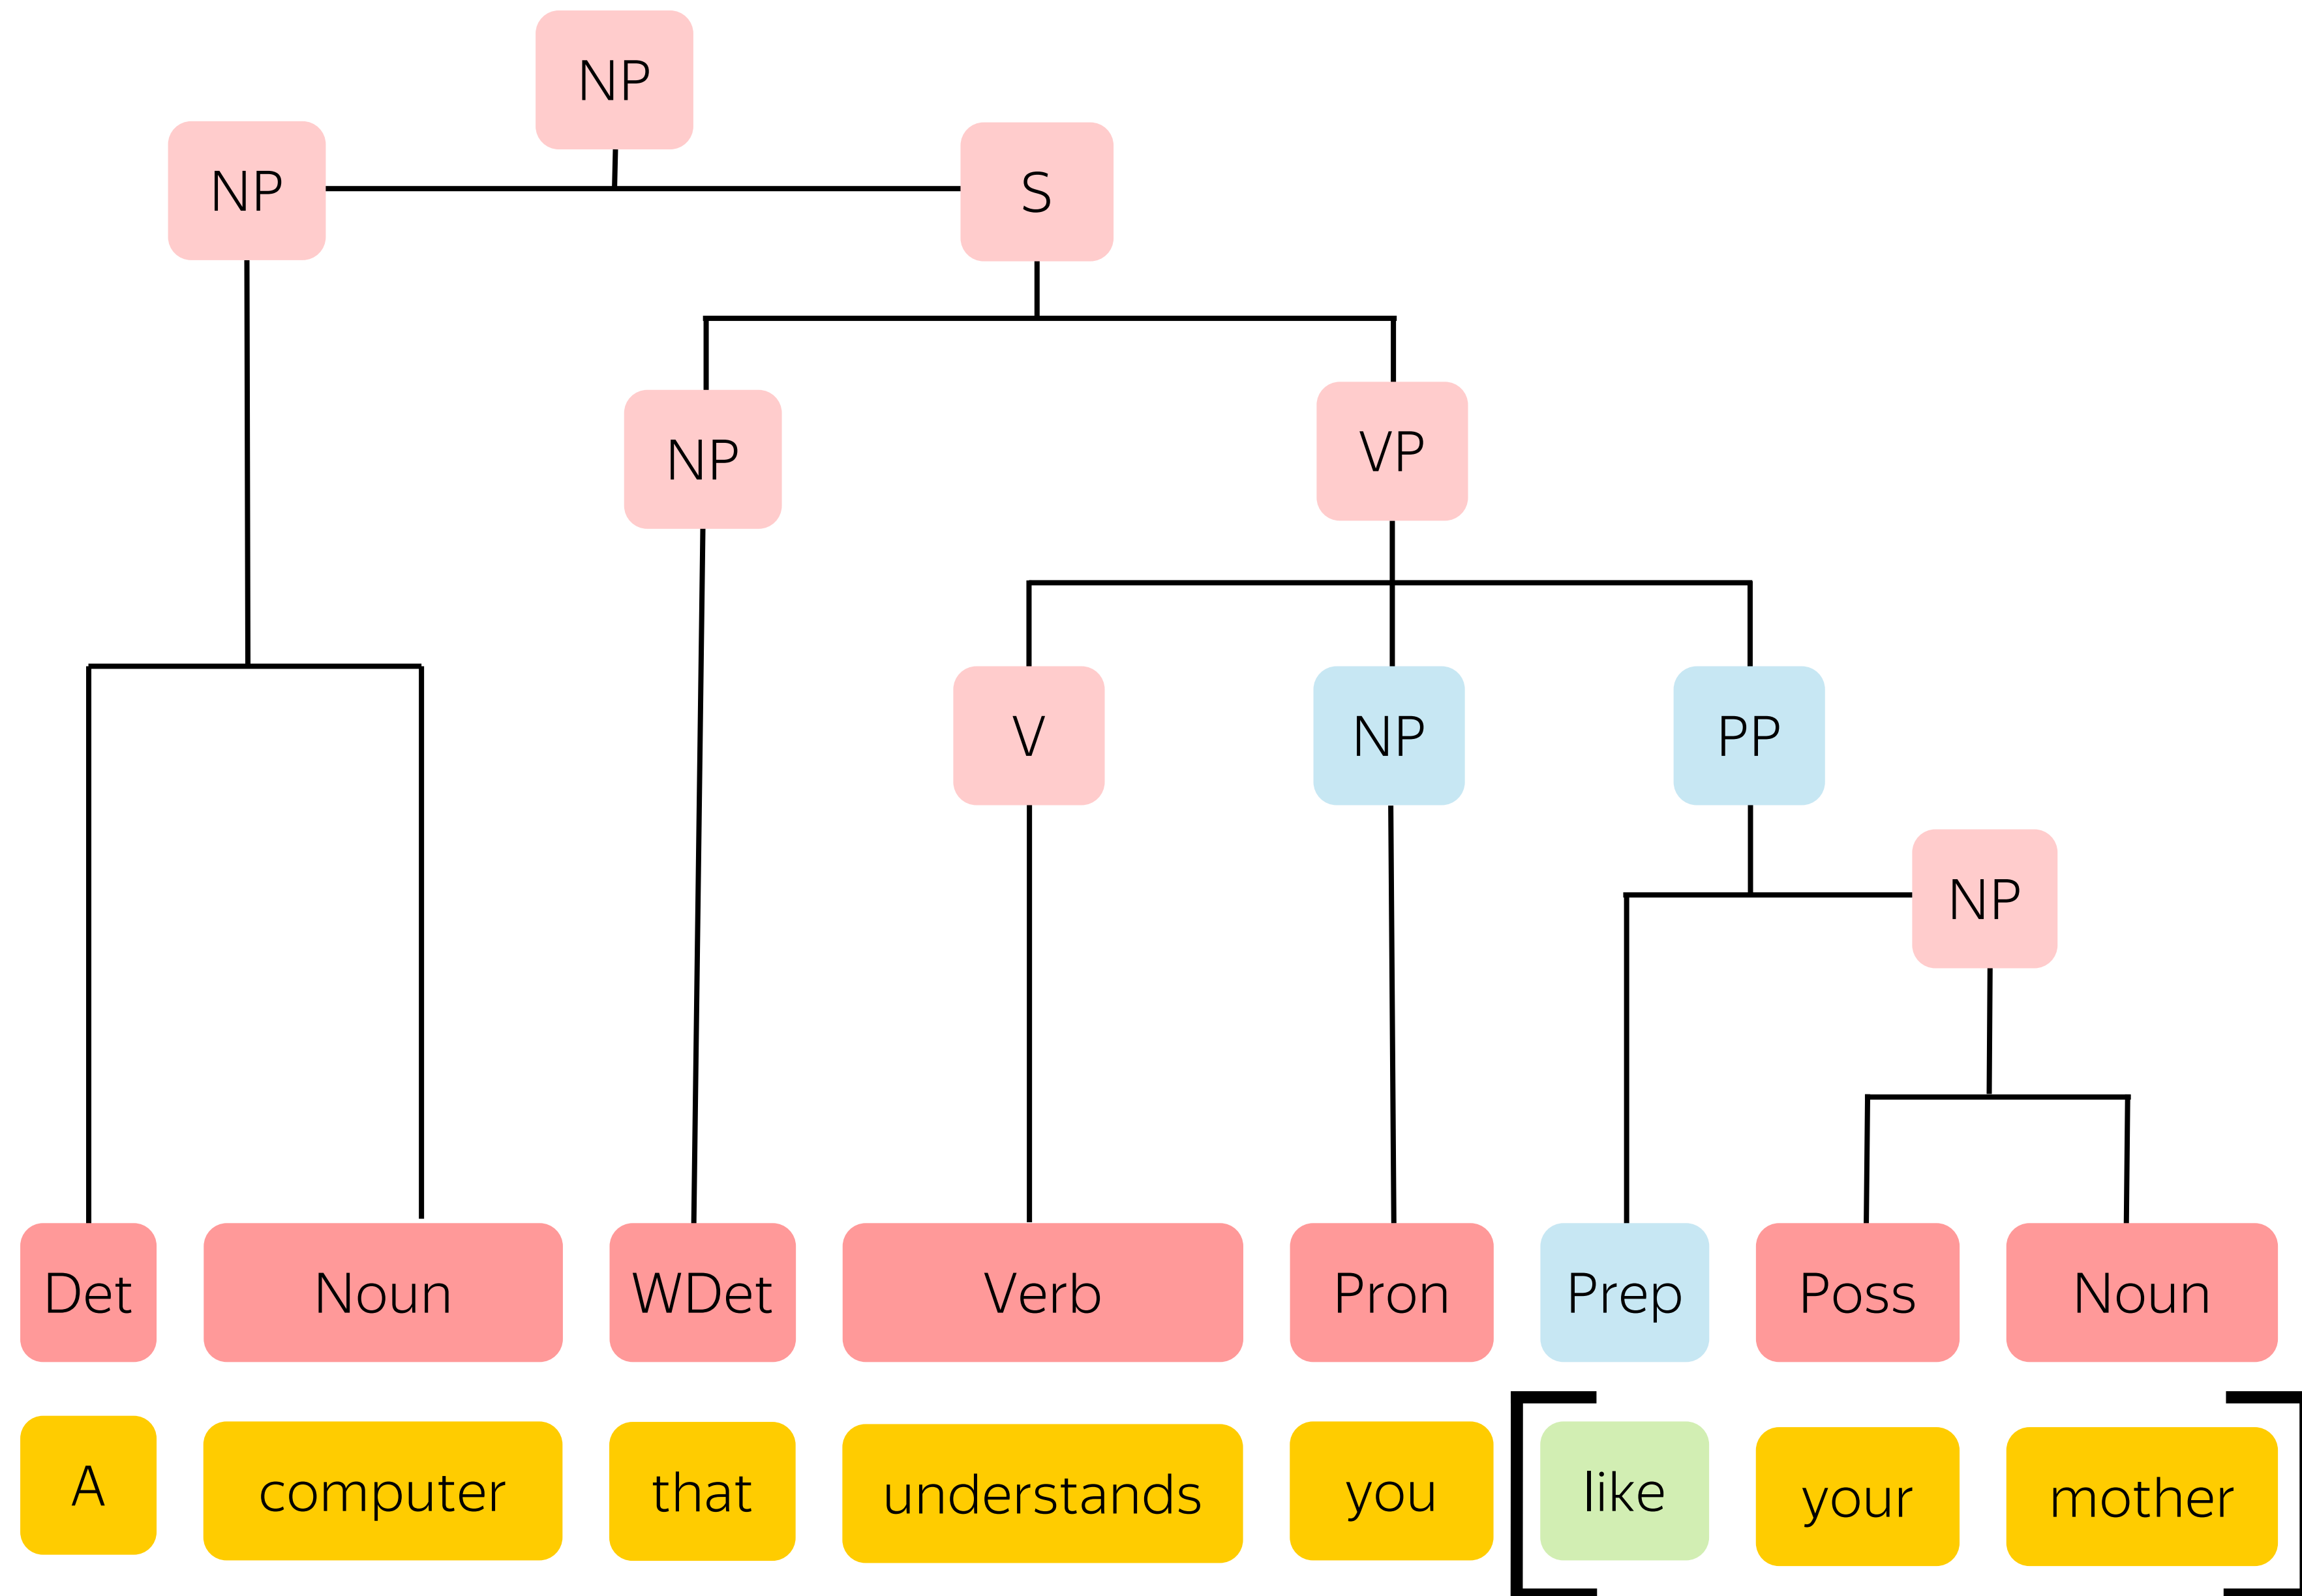 NP
NP S
NP VP
V NP PP
NP
Det Noun WDet Verb Pron Prep Poss Noun
A computer that understands you like your mother